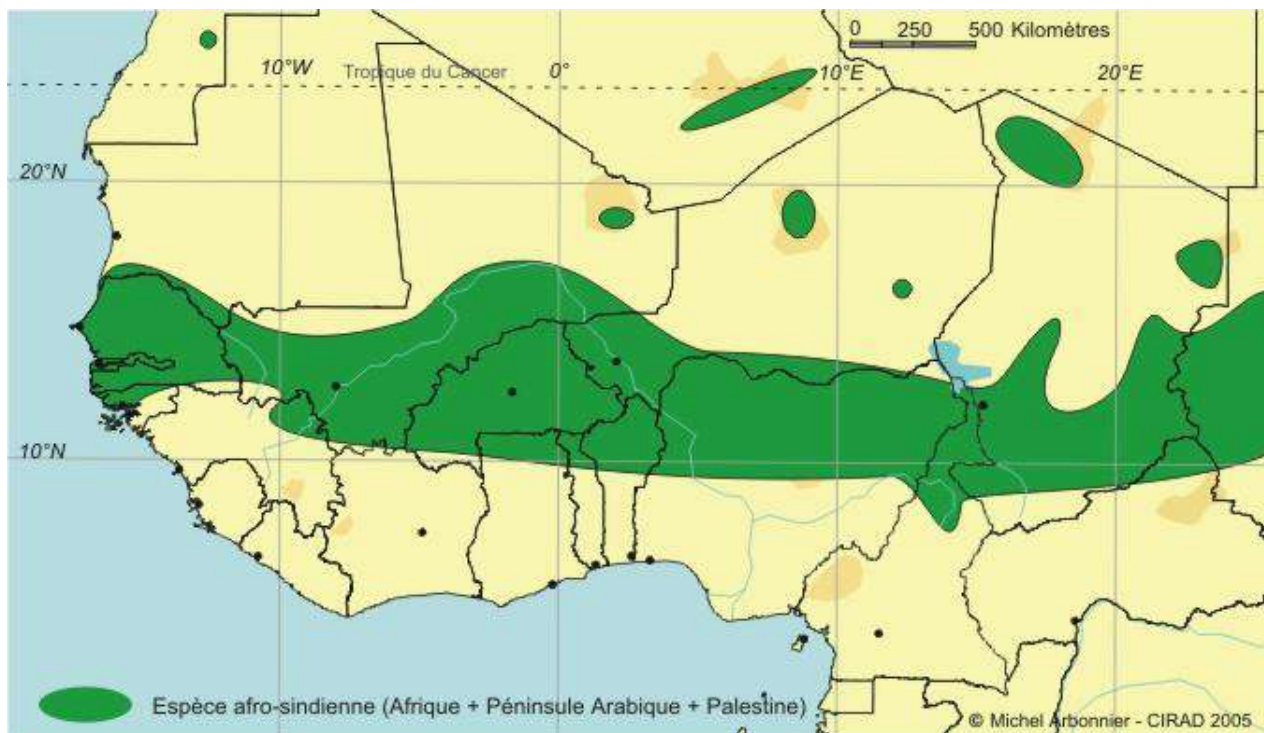 0 250 500 Kilomètres
10°W Tropique du Cancer 0° 10°E 20°E
20°N
10°N
Espèce afro-sindienne (Afrique + Péninsule Arabique + Palestine)
© Michel Arbonnier - CIRAD 2005